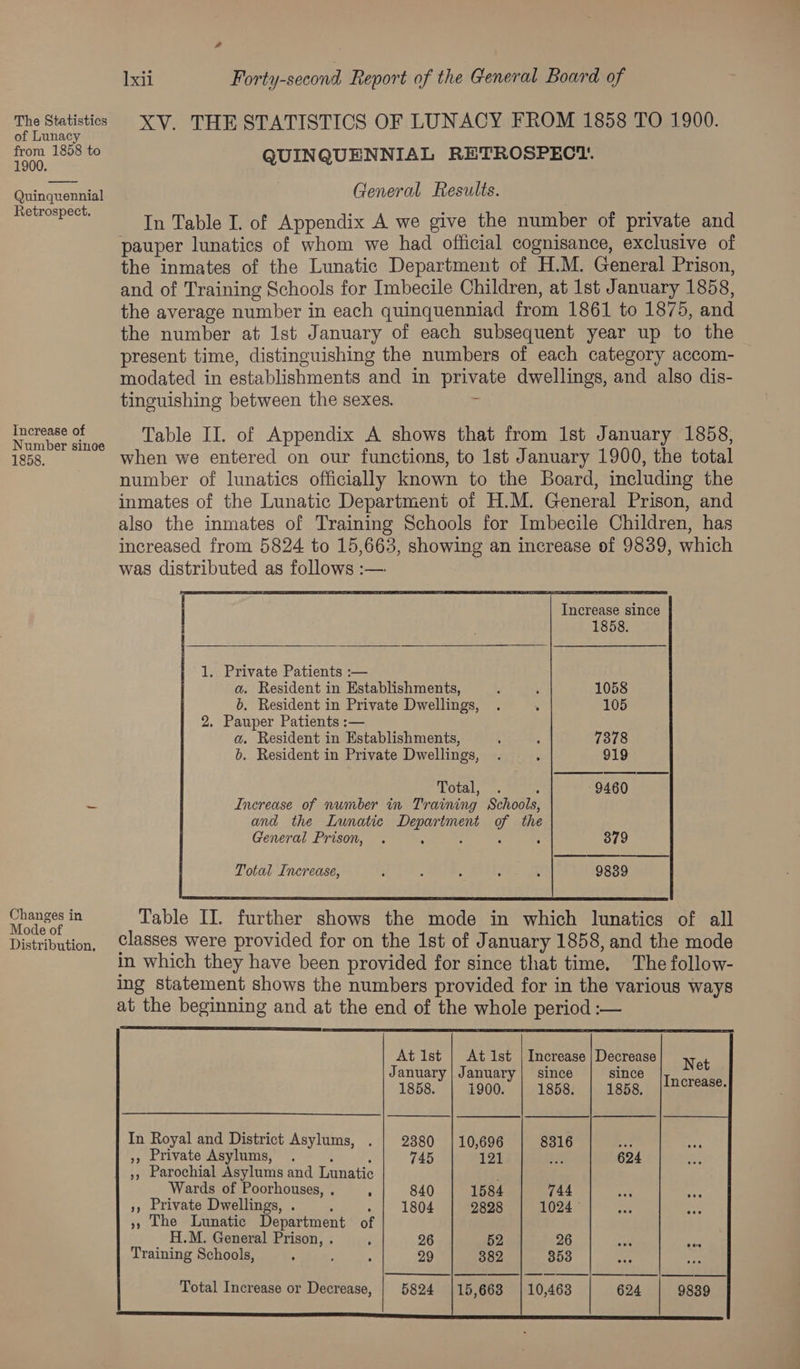 lxii Forty-second Report of the General Board of
The Statistics
of Lunacy
from 1858 to
1900.
Quinquennial
Retrospect.
XV. THE STATISTICS OF LUNACY FROM 1858 TO 1900.
QUINQUENNIAL RETROSPECT.
General Results.
In Table I. of Appendix A we give the number of private and
pauper lunatics of whom we had official cognisance, exclusive of
the inmates of the Lunatic Department of H.M. General Prison,
and of Training Schools for Imbecile Children, at 1st January 1858,
the average number in each quinquenniad from 1861 to 1875, and
the number at 1st January of each subsequent year up to the
present time, distinguishing the numbers of each category accom-
modated in establishments and in private dwellings, and also dis-
tinguishing between the sexes.
Increase of
Number since
1858.
Table II. of Appendix A shows that from 1st January 1858,
when we entered on our functions, to 1st January 1900, the total
number of lunatics officially known to the Board, including the
inmates of the Lunatic Department of H.M. General Prison, and
also the inmates of Training Schools for Imbecile Children, has
increased from 5824 to 15,663, showing an increase of 9839, which
was distributed as follows :—
Increase since
1858.
1. Private Patients :—
a. Resident in Establishments, . . 1058
b. Resident in Private Dwellings, . . 105
2. Pauper Patients :—
a. Resident in Establishments, . . 7378
b. Resident in Private Dwellings, . . 919
Total, . . 9460
Increase of number in Training Schools,
and the Lunatic Department of the
General Prison, . . . . . 379
Total Increase, . . . . . 9839
Changes in
Mode of
Distribution.
Table II. further shows the mode in which lunatics of all
classes were provided for on the 1st of January 1858, and the mode
in which they have been provided for since that time. The follow-
ing statement shows the numbers provided for in the various ways
at the beginning and at the end of the whole period :—
At 1st January 1858. At 1st January 1900. Increase since 1858. Decrease since 1858. Net Increase.
In Royal and District Asylums, . 2380 10,696 8316 ... ...
,, Private Asylums, . . . 745 121 ... 624 ...
,, Parochial Asylums and Lunatic
Wards of Poorhouses, . . 840 1584 744 ... ...
,, Private Dwellings, . . . 1804 2828 1024 ... ...
,, The Lunatic Department of
H.M. General Prison, . . 26 52 26 ... ...
Training Schools, . . . 29 382 353 ... ...
Total Increase or Decrease, 5824 15,663 10,463 624 9839